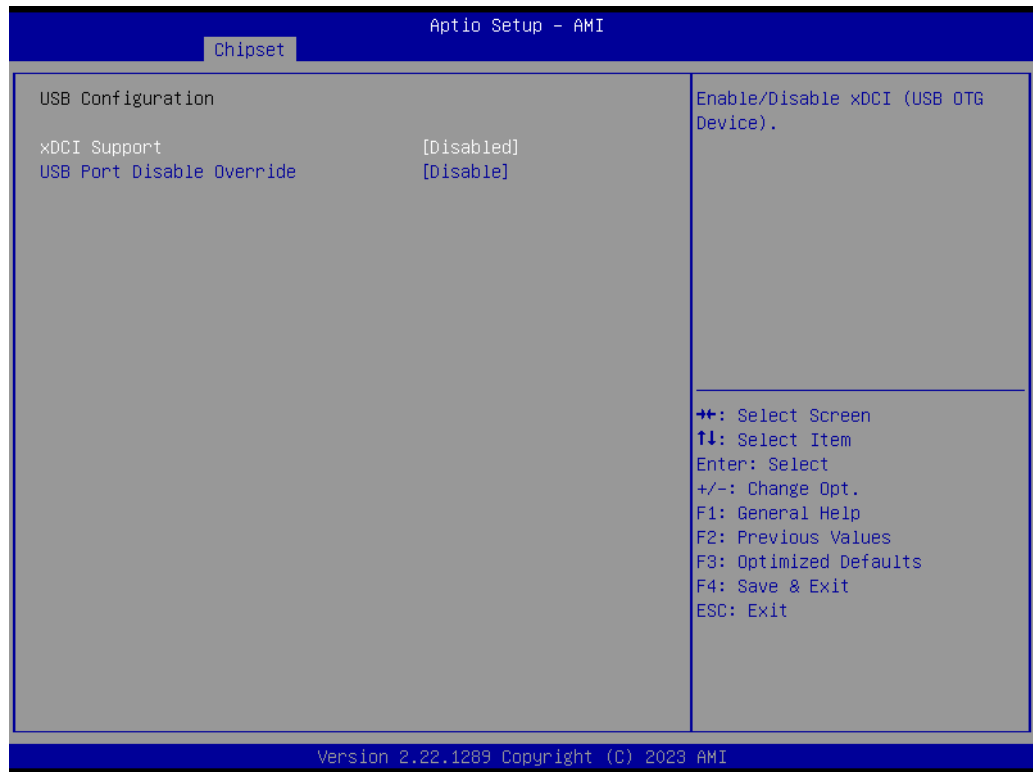 Aptio Setup – AMI
Chipset
USB Configuration
xDCI Support [Disabled]
USB Port Disable Override [Disable]
Enable/Disable xDCI (USB OTG
Device).
→←: Select Screen
↑↓: Select Item
Enter: Select
+/-: Change Opt.
F1: General Help
F2: Previous Values
F3: Optimized Defaults
F4: Save & Exit
ESC: Exit
Version 2.22.1289 Copyright (C) 2023 AMI